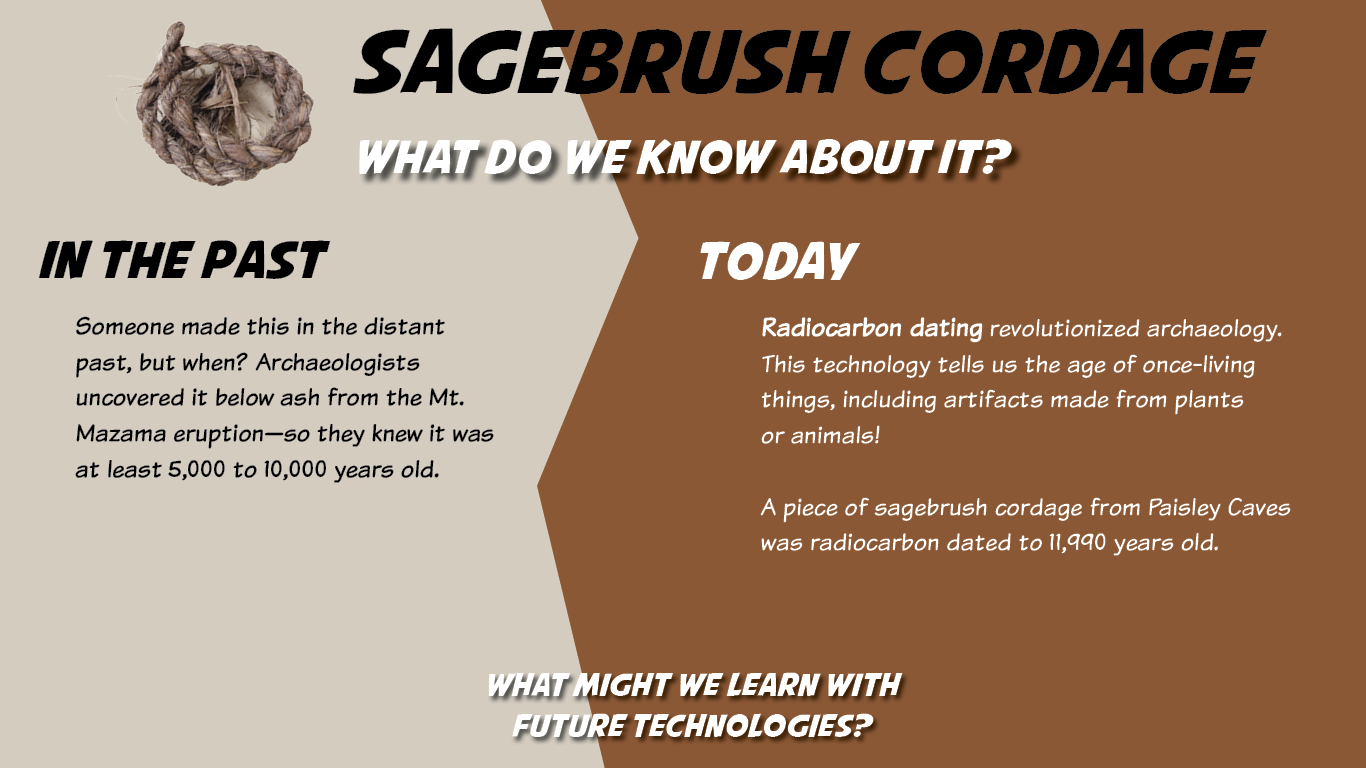 SAGEBRUSH CORDAGE
WHAT DO WE KNOW ABOUT IT?
IN THE PAST
Someone made this in the distant
past, but when? Archaeologists
uncovered it below ash from the Mt.
Mazama eruption—so they knew it was
at least 5,000 to 10,000 years old.
TODAY
Radiocarbon dating revolutionized archaeology.
This technology tells us the age of once-living
things, including artifacts made from plants
or animals!
A piece of sagebrush cordage from Paisley Caves
was radiocarbon dated to 11,990 years old.
WHAT MIGHT WE LEARN WITH
FUTURE TECHNOLOGIES?